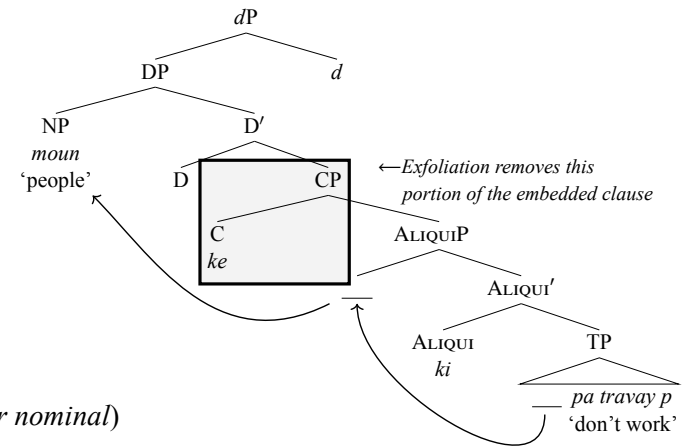 dP
DP d
NP D′
moun
‘people’ D CP ←Exfoliation removes this
portion of the embedded clause
C ALIQUIP
ke
ALIQUI′
ALIQUI TP
ki
pa travay p
‘don’t work’
r nominal)